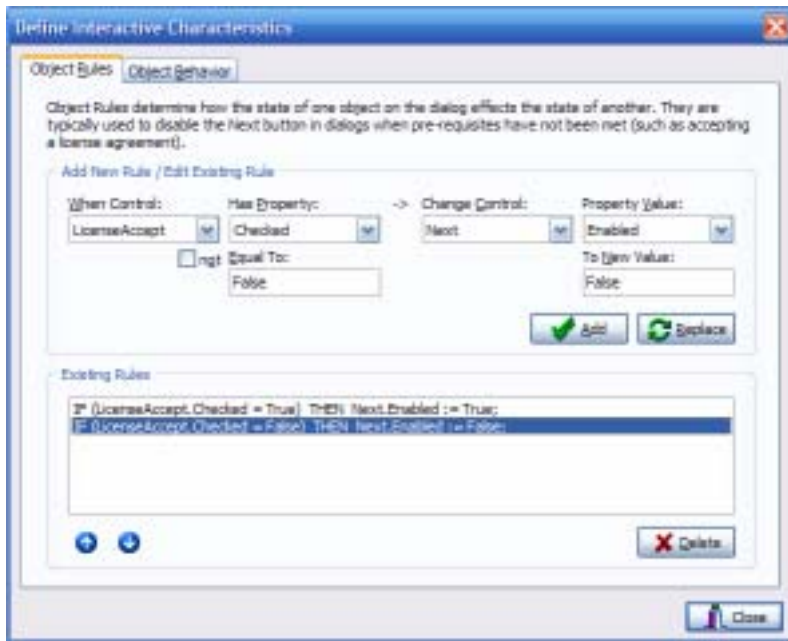 Define Interactive Characteristics
Object Rules Object Behavior
Object Rules determine how the state of one object on the dialog effects the state of another. They are
typically used to disable the Next button in dialogs when pre-requisites have not been met (such as accepting
a license agreement).
Add New Rule / Edit Existing Rule
When Control: Has Property: -> Change Control: Property Value:
LicenseAccept Checked Next Enabled
not Equal To: To New Value:
False False
Add Replace
Existing Rules
IF (LicenseAccept.Checked = True) THEN Next.Enabled := True;
IF (LicenseAccept.Checked = False) THEN Next.Enabled := False;
Delete
Close